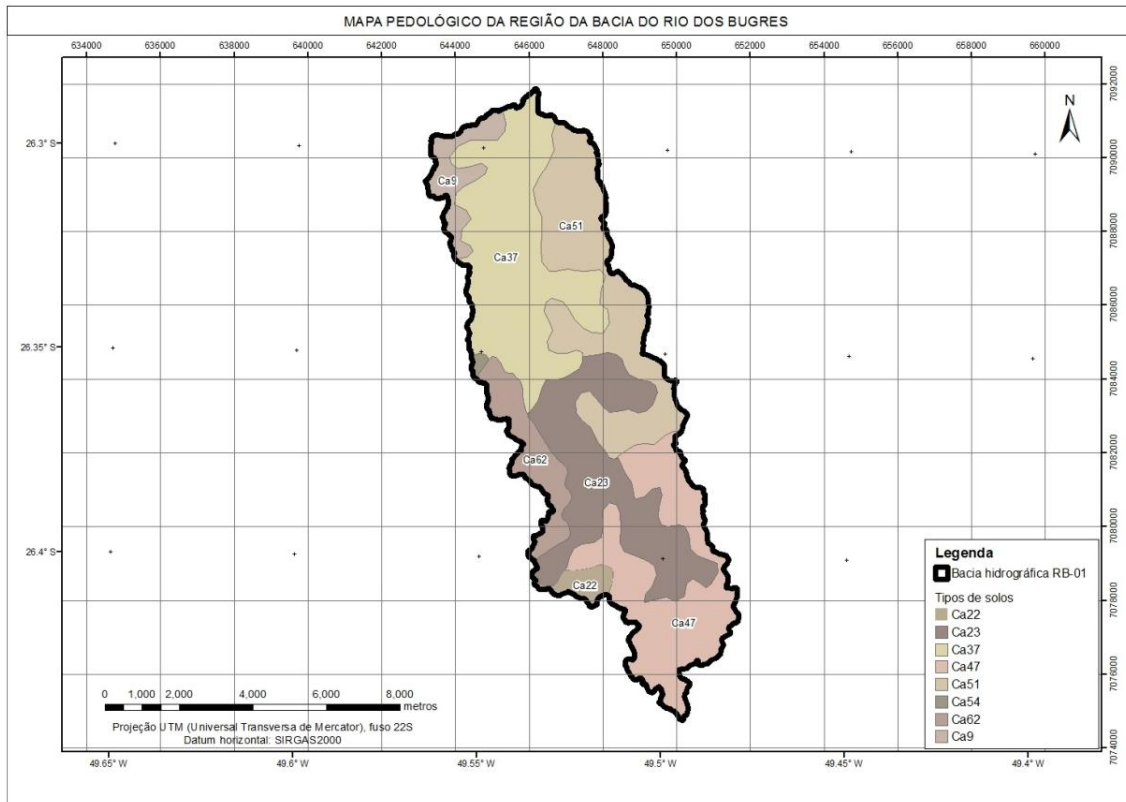 MAPA PEDOLÓGICO DA REGIÃO DA BACIA DO RIO DOS BUGRES
634000 636000 638000 640000 642000 644000 646000 648000 650000 652000 654000 656000 658000 660000
7092000
N
26.3° S
7090000
Ca9
7088000
Ca51
Ca37
7086000
26.35° S
7084000
7082000
Ca62
Ca23
7080000
26.4° S
Ca22
7078000
Ca47
7076000
7074000
Legenda
Bacia hidrográfica RB-01
Tipos de solos
Ca22
Ca23
Ca37
Ca47
Ca51
Ca54
Ca62
Ca9
0 1,000 2,000 4,000 6,000 8,000
metros
Projeção UTM (Universal Transversa de Mercator), fuso 22S
Datum horizontal: SIRGAS2000
49.65° W 49.6° W 49.55° W 49.5° W 49.45° W 49.4° W